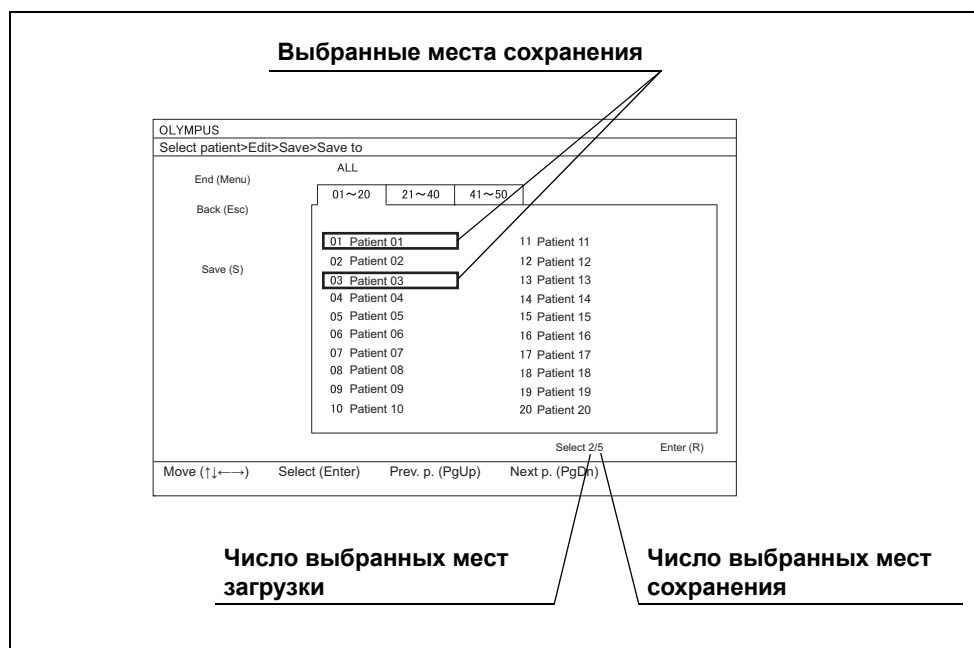 Выбранные места сохранения
OLYMPUS
Select patient>Edit>Save>Save to
ALL
End (Menu)
01～20 21～40 41～50
Back (Esc)
01 Patient 01 11 Patient 11
02 Patient 02 12 Patient 12
Save (S)
03 Patient 03 13 Patient 13
04 Patient 04 14 Patient 14
05 Patient 05 15 Patient 15
06 Patient 06 16 Patient 16
07 Patient 07 17 Patient 17
08 Patient 08 18 Patient 18
09 Patient 09 19 Patient 19
10 Patient 10 20 Patient 20
Select 2/5 Enter (R)
Move (↑↓←→) Select (Enter) Prev. p. (PgUp) Next p. (PgDn)
Число выбранных мест
загрузки
Число выбранных мест
сохранения